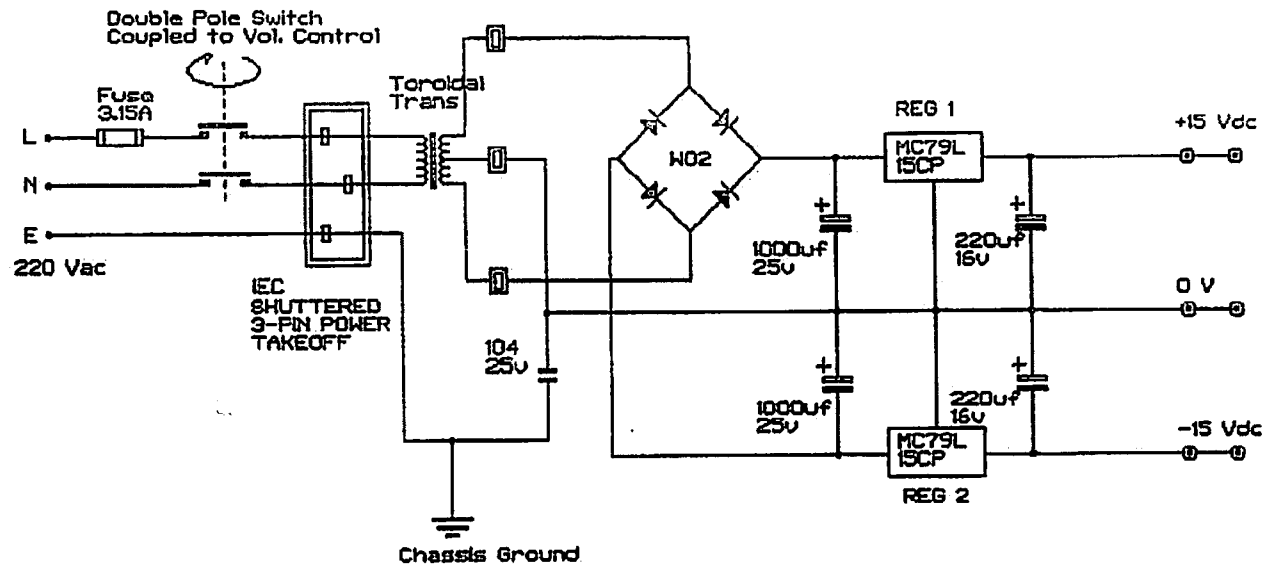 Double Pole Switch
Coupled to Vol. Control
Fuse
3.15A
L
N
E
220 Vac
IEC
SHUTTERED
3-PIN POWER
TAKEOFF
Toroidal
Trans
104
25v
Chassis Ground
W02
REG 1
MC79L
15CP
+
1000uf
25v
+
220uf
16v
+15 Vdc
0 V
+
1000uf
25v
+
220uf
16v
MC79L
15CP
REG 2
-15 Vdc